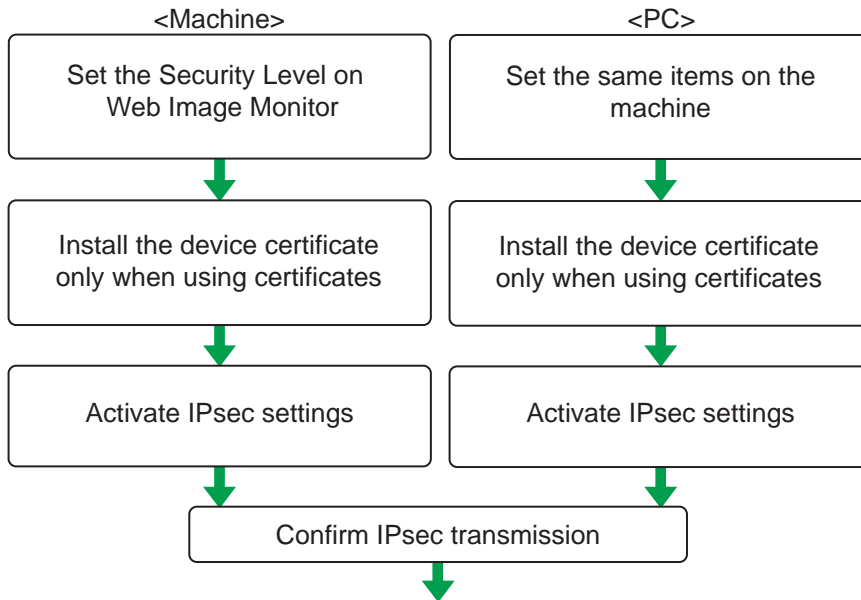 <Machine>
Set the Security Level on
Web Image Monitor
Install the device certificate
only when using certificates
Activate IPsec settings
<PC>
Set the same items on the
machine
Install the device certificate
only when using certificates
Activate IPsec settings
Confirm IPsec transmission